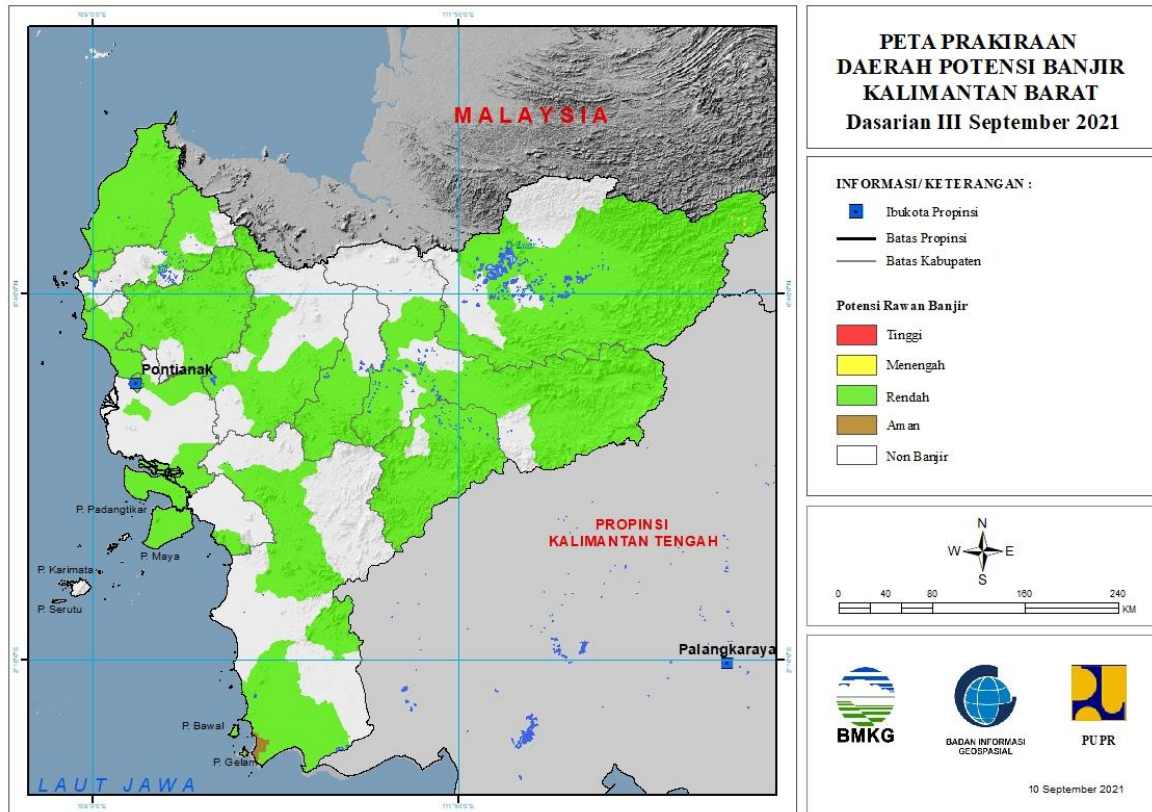 PETA PRAKIRAAN
DAERAH POTENSI BANJIR
KALIMANTAN BARAT
Dasarian III September 2021
INFORMASI/ KETERANGAN :
Ibukota Propinsi
Batas Propinsi
Batas Kabupaten
Potensi Rawan Banjir
Tinggi
Menengah
Rendah
Aman
Non Banjir
N
W
E
S
0 40 80 160 240
KM
BMKG
BADAN INFORMASI
GEOSPASIAL
PUPR
10 September 2021
MALAYSIA
Pontianak
P. Padangtikar
P. Maya
P. Karimata
P. Serutu
PROPINSI
KALIMANTAN TENGAH
Palangkaraya
P. Bawal
P. Gelam
LAUT JAWA